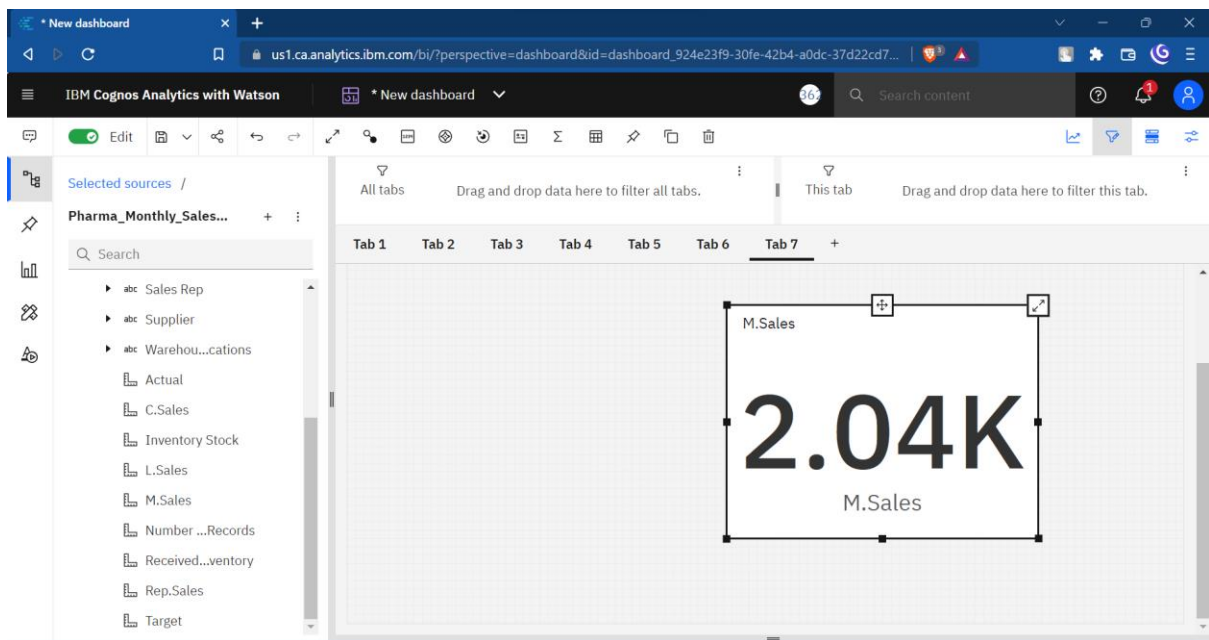 * New dashboard
us1.ca.analytics.ibm.com/bi/?perspective=dashboard&id=dashboard_924e23f9-30fe-42b4-a0dc-37d22cd7...
IBM Cognos Analytics with Watson
* New dashboard
Search content
1
Edit
Selected sources /
Pharma_Monthly_Sales...
Search
abc Sales Rep
abc Supplier
abc Warehou...cations
Actual
C.Sales
Inventory Stock
L.Sales
M.Sales
Number ...Records
Received...ventory
Rep.Sales
Target
All tabs
Drag and drop data here to filter all tabs.
This tab
Drag and drop data here to filter this tab.
Tab 1 Tab 2 Tab 3 Tab 4 Tab 5 Tab 6 Tab 7 +
M.Sales
2.04K
M.Sales